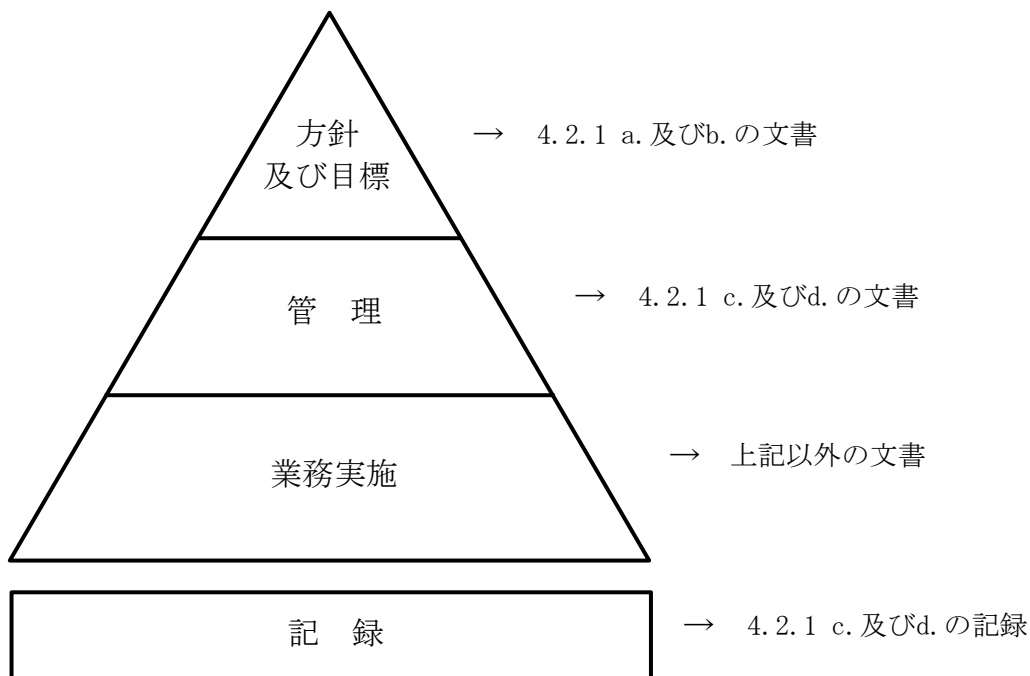 方針
及び目標
→ 4.2.1 a.及びb.の文書
管　理
→ 4.2.1 c.及びd.の文書
業務実施
→ 上記以外の文書
記　録
→ 4.2.1 c.及びd.の記録